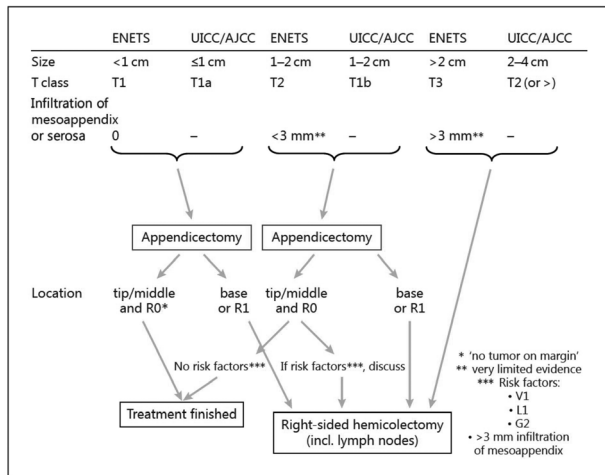 ENETS UICC/AJCC ENETS UICC/AJCC ENETS UICC/AJCC
Size <1 cm ≤1 cm 1–2 cm 1–2 cm >2 cm 2–4 cm
T class T1 T1a T2 T1b T3 T2 (or >)
Infiltration of
mesoappendix
or serosa 0 – <3 mm** – >3 mm** –
Appendicectomy Appendicectomy
Location tip/middle base tip/middle base
and R0* or R1 and R0 or R1
No risk factors*** If risk factors***, discuss
Treatment finished
Right-sided hemicolectomy
(incl. lymph nodes)
* 'no tumor on margin'
** very limited evidence
*** Risk factors:
• V1
• L1
• G2
• >3 mm infiltration
of mesoappendix